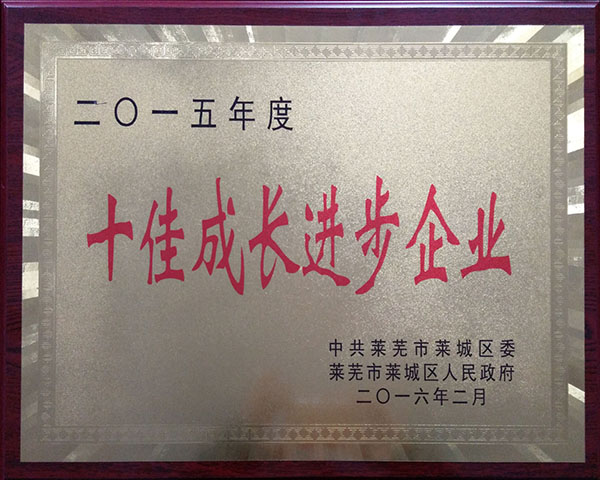 二〇一五年度
十佳成长进步企业
中共莱芜市莱城区委
莱芜市莱城区人民政府
二〇一六年二月